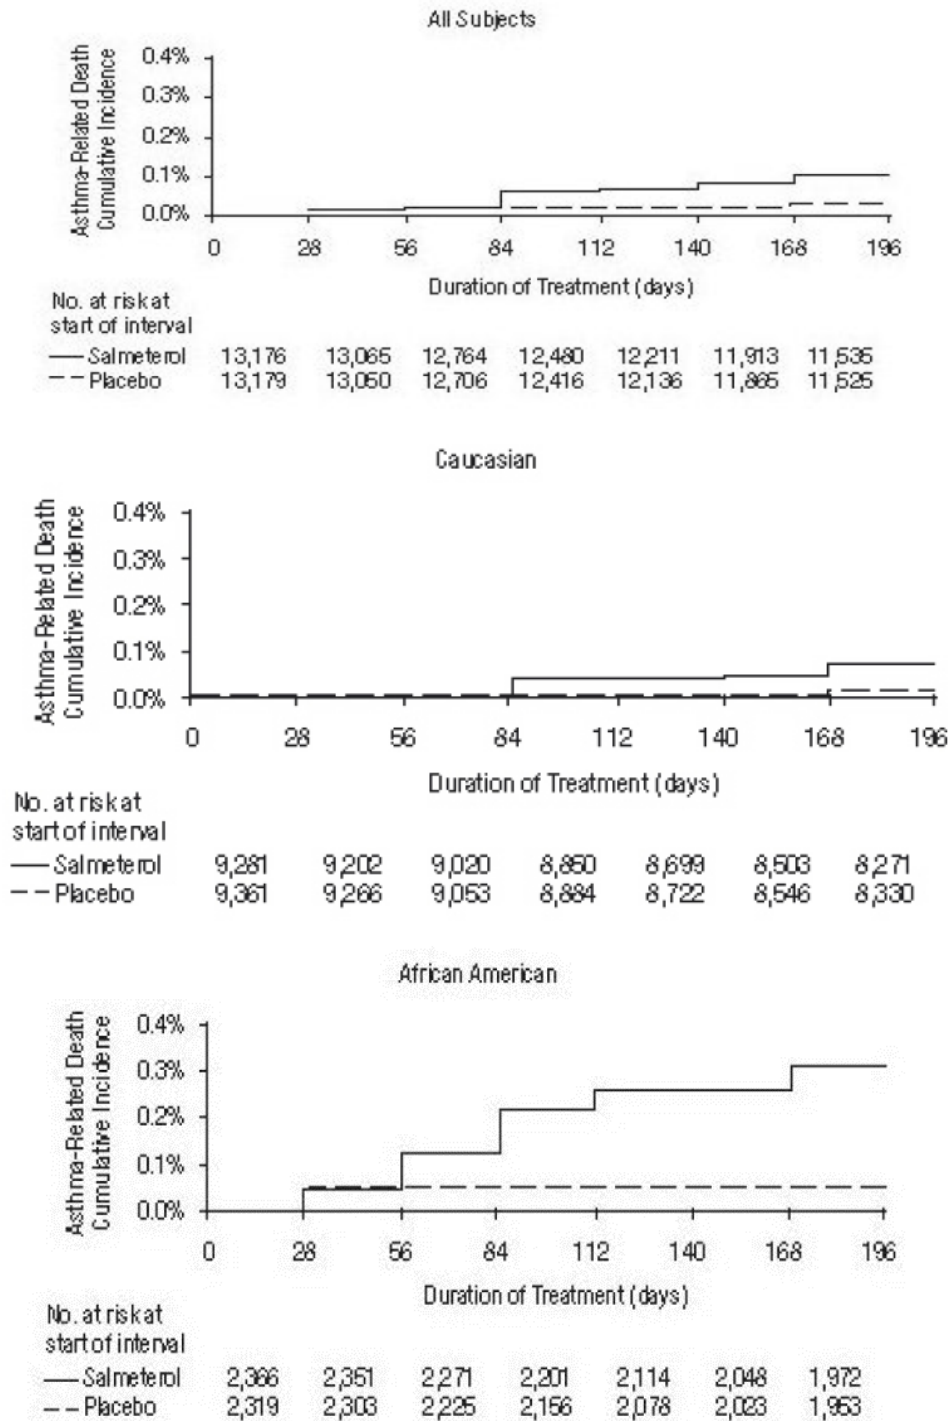 All Subjects
Asthma-Related Death
Cumulative Incidence
0.4%
0.3%
0.2%
0.1%
0.0%
0 28 56 84 112 140 168 196
Duration of Treatment (days)
No. at risk at
start of interval
Salmeterol 13,176 13,065 12,764 12,480 12,211 11,913 11,535
Placebo 13,179 13,050 12,706 12,416 12,136 11,865 11,525
Caucasian
Asthma-Related Death
Cumulative Incidence
0.4%
0.3%
0.2%
0.1%
0.0%
0 28 56 84 112 140 168 196
Duration of Treatment (days)
No. at risk at
start of interval
Salmeterol 9,281 9,202 9,020 8,850 8,699 8,503 8,271
Placebo 9,361 9,266 9,053 8,884 8,722 8,546 8,330
African American
Asthma-Related Death
Cumulative Incidence
0.4%
0.3%
0.2%
0.1%
0.0%
0 28 56 84 112 140 168 196
Duration of Treatment (days)
No. at risk at
start of interval
Salmeterol 2,366 2,351 2,271 2,201 2,114 2,048 1,972
Placebo 2,319 2,303 2,225 2,156 2,078 2,023 1,953